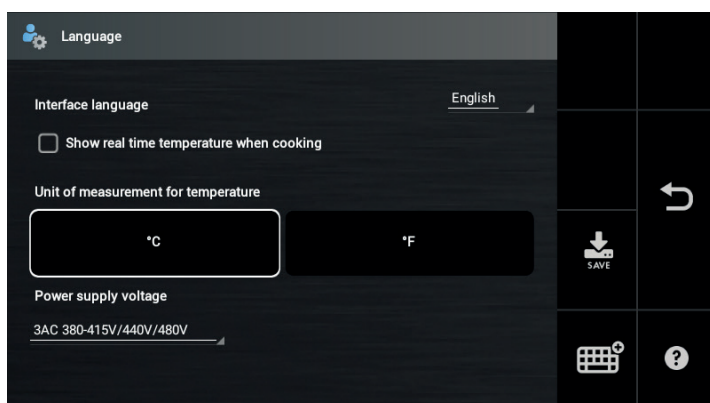 Language
Interface language
English
Show real time temperature when cooking
Unit of measurement for temperature
°C
°F
SAVE
Power supply voltage
3AC 380-415V/440V/480V
?